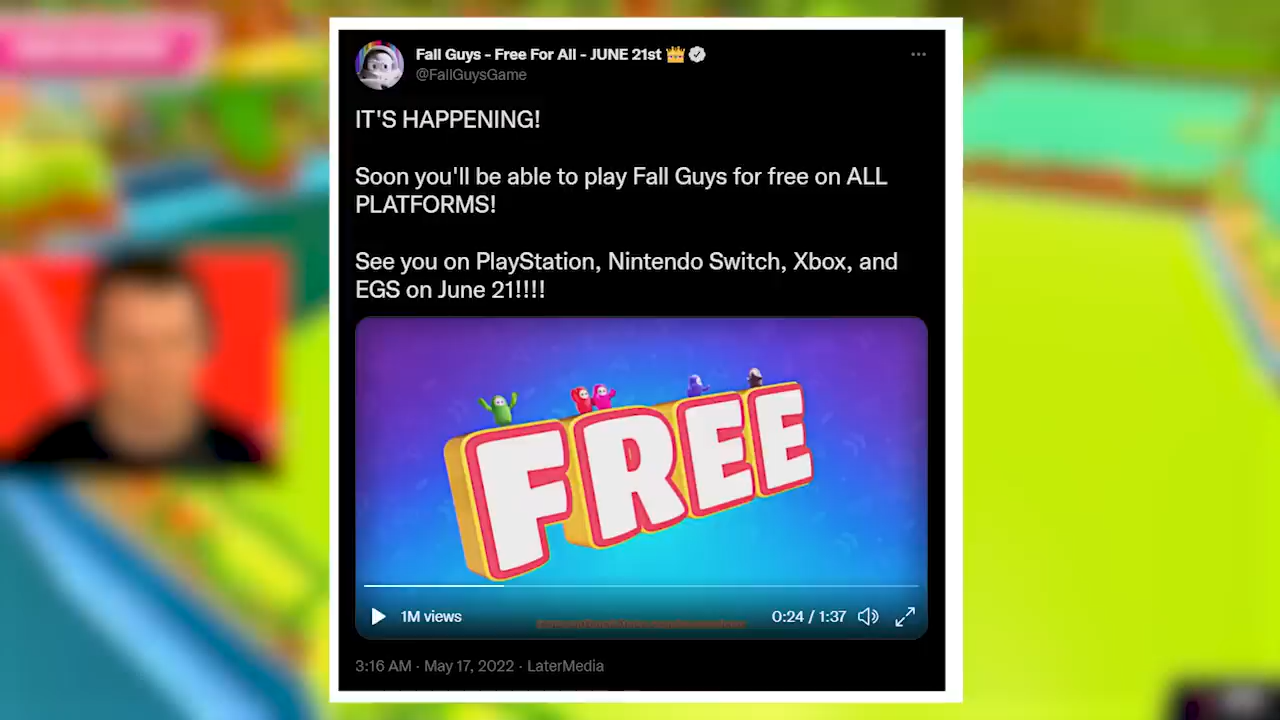 Fall Guys - Free For All - JUNE 21st 👑
@FallGuysGame
IT'S HAPPENING!
Soon you'll be able to play Fall Guys for free on ALL
PLATFORMS!
See you on PlayStation, Nintendo Switch, Xbox, and
EGS on June 21!!!!
FREE
1M views
0:24 / 1:37
3:16 AM · May 17, 2022 · LaterMedia